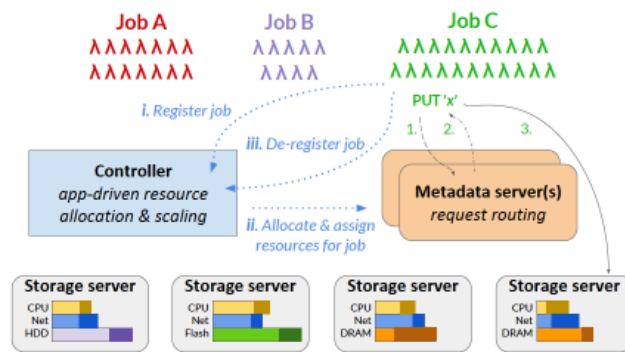 Job A
Job B
Job C
λλλλλλλ
λλλλλ
λλλλλλλλλλ
λλλλλλλ
λλλλ
λλλλλλλλλλλ
PUT 'x'
i. Register job
1.
2.
3.
iii. De-register job
Controller
app-driven resource
allocation & scaling
Metadata server(s)
request routing
ii. Allocate & assign
resources for job
Storage server
CPU
Net
HDD
Storage server
CPU
Net
Flash
Storage server
CPU
Net
DRAM
Storage server
CPU
Net
DRAM